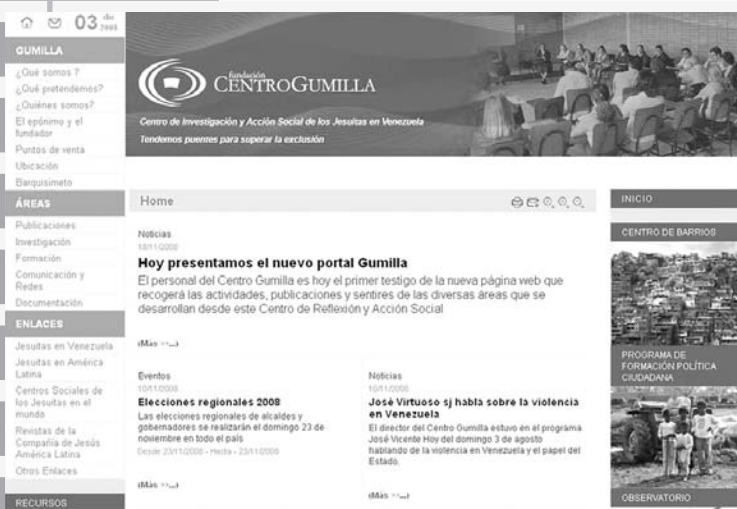 03 dic 2008
GUMILLA
¿Qué somos ?
¿Qué pretendemos?
¿Quiénes somos?
El epónimo y el
fundador
Puntos de venta
Ubicación
Barquisimeto
ÁREAS
Publicaciones
Investigación
Formación
Comunicación y
Redes
Documentación
ENLACES
Jesuitas en Venezuela
Jesuitas en América
Latina
Centros Sociales de
los Jesuitas en el
mundo
Revistas de la
Compañía de Jesús
América Latina
Otros Enlaces
RECURSOS
fundación
CENTROGUMILLA
Centro de Investigación y Acción Social de los Jesuitas en Venezuela
Tendemos puentes para superar la exclusión
Home
Noticias
18/11/2008
Hoy presentamos el nuevo portal Gumilla
El personal del Centro Gumilla es hoy el primer testigo de la nueva página web que
recogerá las actividades, publicaciones y sentires de las diversas áreas que se
desarrollan desde este Centro de Reflexión y Acción Social
(Más >>...)
Eventos
10/11/2008
Elecciones regionales 2008
Las elecciones regionales de alcaldes y
gobernadores se realizarán el domingo 23 de
noviembre en todo el país
Desde 23/11/2008 - Hasta - 23/11/2008
(Más >>...)
Noticias
10/11/2008
José Virtuoso sj habla sobre la violencia
en Venezuela
El director del Centro Gumilla estuvo en el programa
José Vicente Hoy del domingo 3 de agosto
hablando de la violencia en Venezuela y el papel del
Estado.
(Más >>...)
INICIO
CENTRO DE BARRIOS
PROGRAMA DE
FORMACIÓN POLÍTICA
CIUDADANA
OBSERVATORIO